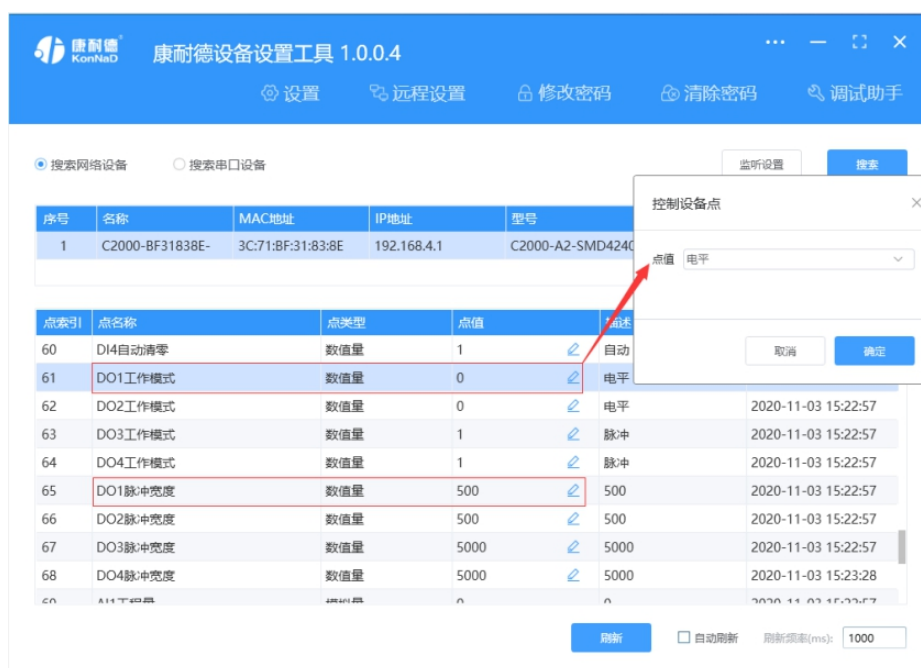 康耐德 KonNaD 康耐德设备设置工具 1.0.0.4
设置 远程设置 修改密码 清除密码 调试助手
搜索网络设备 搜索串口设备 监听设置 搜索
控制设备点
序号 名称 MAC地址 IP地址 型号
1 C2000-BF31838E- 3C:71:BF:31:83:8E 192.168.4.1 C2000-A2-SMD4240
点值 电平
取消 确定
点索引 点名称 点类型 点值 描述
60 DI4自动清零 数值量 1 自动
61 DO1工作模式 数值量 0 电平
62 DO2工作模式 数值量 0 电平 2020-11-03 15:22:57
63 DO3工作模式 数值量 1 脉冲 2020-11-03 15:22:57
64 DO4工作模式 数值量 1 脉冲 2020-11-03 15:22:57
65 DO1脉冲宽度 数值量 500 500 2020-11-03 15:22:57
66 DO2脉冲宽度 数值量 500 500 2020-11-03 15:22:57
67 DO3脉冲宽度 数值量 5000 5000 2020-11-03 15:22:57
68 DO4脉冲宽度 数值量 5000 5000 2020-11-03 15:23:28
刷新 自动刷新 刷新频率(ms): 1000